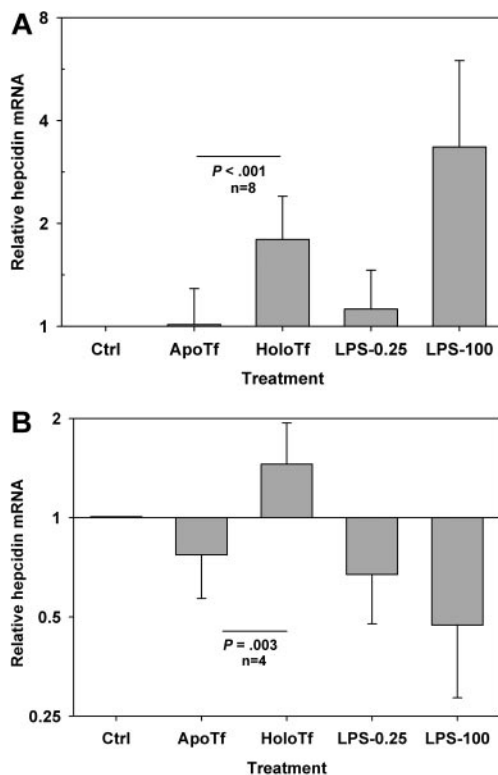 A
Relative hepcidin mRNA
8
4
2
1
P < .001
n=8
Ctrl ApoTf HoloTf LPS-0.25 LPS-100
Treatment
B
Relative hepcidin mRNA
2
1
0.5
0.25
P = .003
n=4
Ctrl ApoTf HoloTf LPS-0.25 LPS-100
Treatment